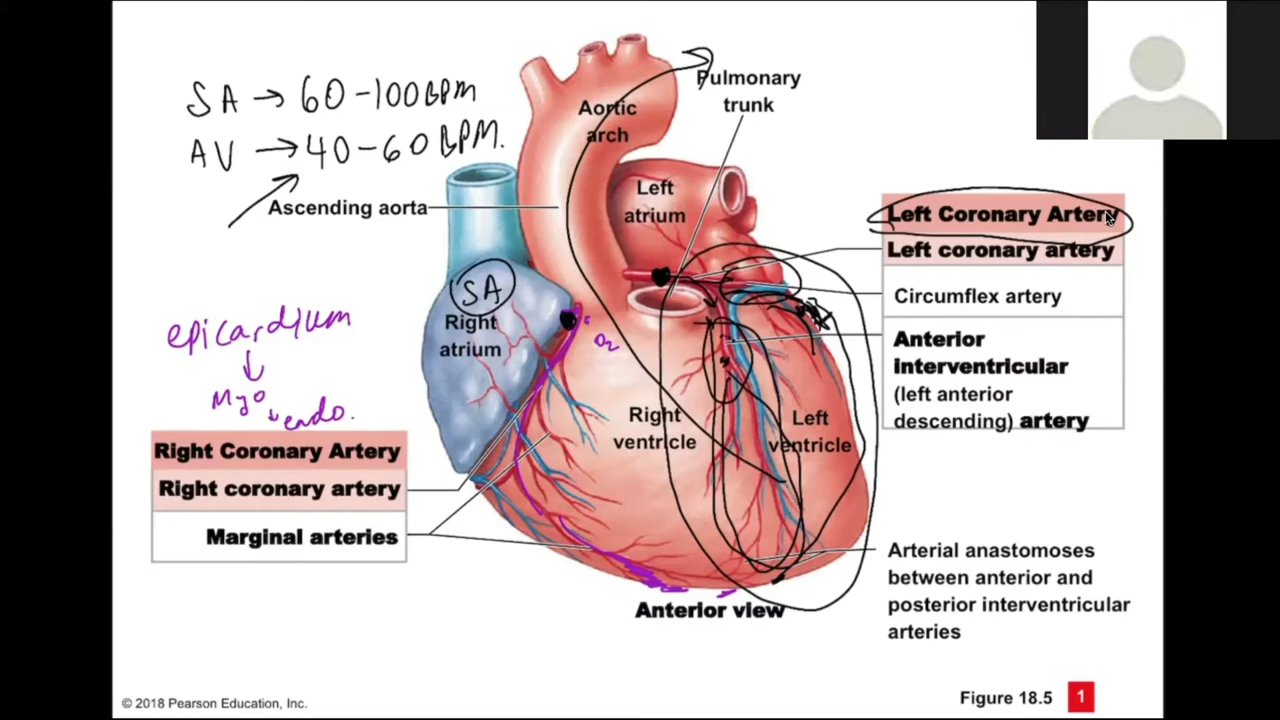 SA → 60-100BPM
AV → 40-60 BPM.
Pulmonary
trunk
Aortic
arch
Ascending aorta
Left
atrium
SA
Right
atrium
epicardium
↓
Myo
↓ endo.
O2
Left Coronary Artery
Left coronary artery
Circumflex artery
Anterior
interventricular
(left anterior
descending) artery
Right
ventricle
Left
ventricle
Right Coronary Artery
Right coronary artery
Marginal arteries
Arterial anastomoses
between anterior and
posterior interventricular
arteries
Anterior view
© 2018 Pearson Education, Inc.
Figure 18.5 1